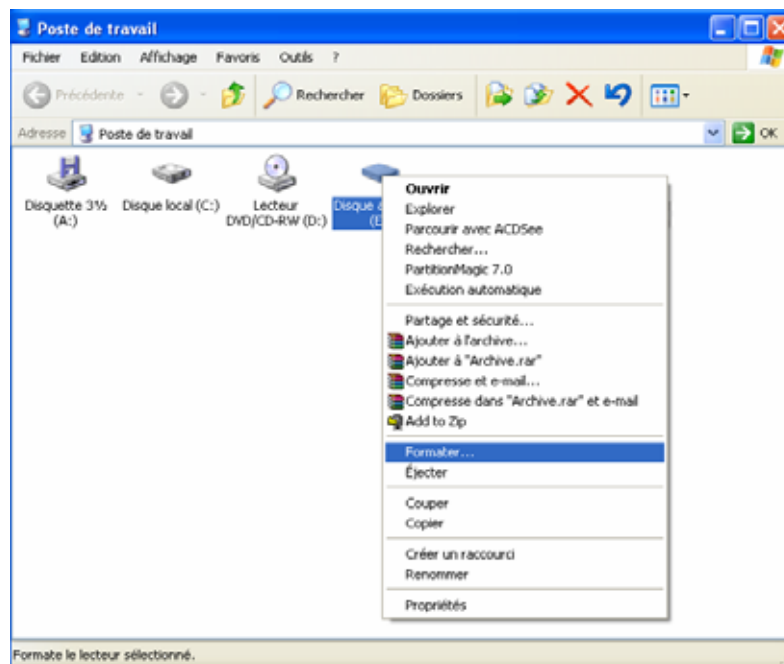 Poste de travail
Fichier Edition Affichage Favoris Outils ?
Précédente Rechercher Dossiers
Adresse Poste de travail OK
Disquette 3½ (A:)
Disque local (C:)
Lecteur DVD/CD-RW (D:)
Disque
Ouvrir
Explorer
Parcourir avec ACDSee
Rechercher...
PartitionMagic 7.0
Exécution automatique
Partage et sécurité...
Ajouter à l'archive...
Ajouter à "Archive.rar"
Compresse et e-mail...
Compresse dans "Archive.rar" et e-mail
Add to Zip
Formater...
Éjecter
Couper
Copier
Créer un raccourci
Renommer
Propriétés
Formate le lecteur sélectionné.